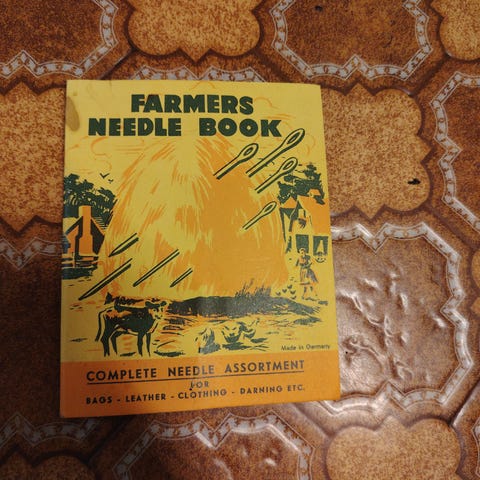 FARMERS
NEEDLE BOOK
Made in Germany
COMPLETE NEEDLE ASSORTMENT
FOR
BAGS - LEATHER - CLOTHING - DARNING ETC.